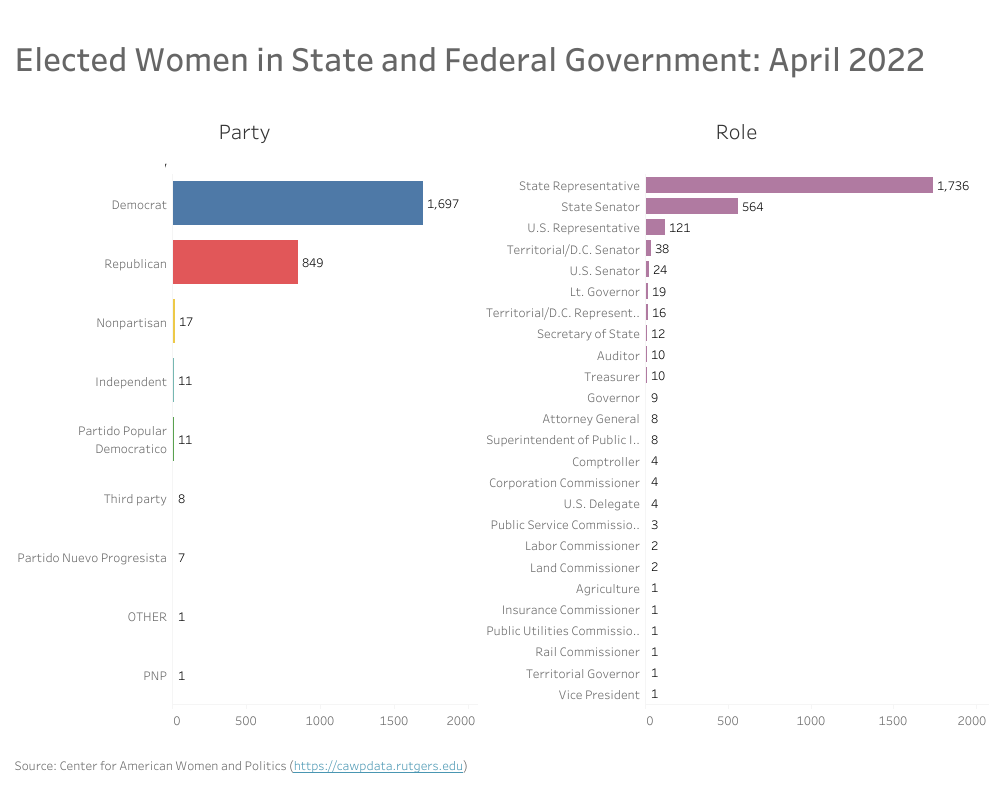 Elected Women in State and Federal Government: April 2022
Party
,
Democrat 1,697
Republican 849
Nonpartisan 17
Independent 11
Partido Popular
Democratico 11
Third party 8
Partido Nuevo Progresista 7
OTHER 1
PNP 1
0 500 1000 1500 2000
Role
State Representative 1,736
State Senator 564
U.S. Representative 121
Territorial/D.C. Senator 38
U.S. Senator 24
Lt. Governor 19
Territorial/D.C. Represent.. 16
Secretary of State 12
Auditor 10
Treasurer 10
Governor 9
Attorney General 8
Superintendent of Public I.. 8
Comptroller 4
Corporation Commissioner 4
U.S. Delegate 4
Public Service Commissio.. 3
Labor Commissioner 2
Land Commissioner 2
Agriculture 1
Insurance Commissioner 1
Public Utilities Commissio.. 1
Rail Commissioner 1
Territorial Governor 1
Vice President 1
0 500 1000 1500 2000
Source: Center for American Women and Politics (https://cawpdata.rutgers.edu)